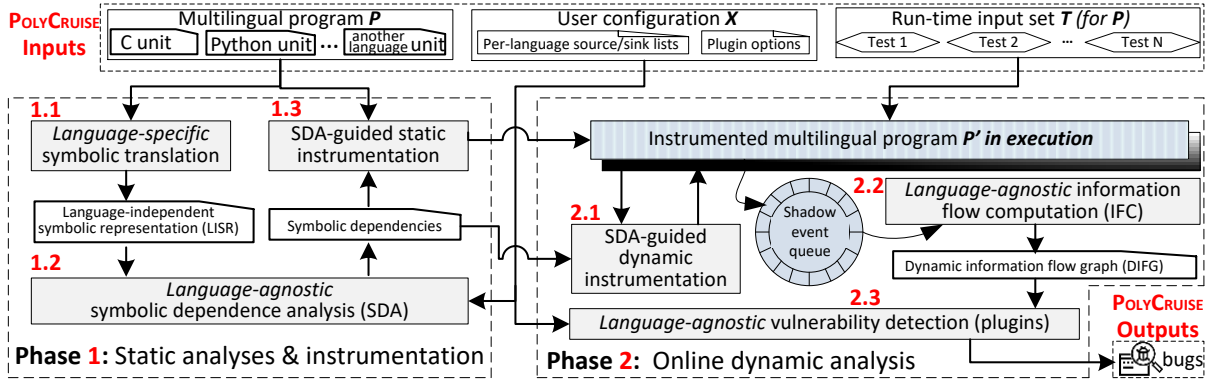 POLYCRUISE
Inputs
Multilingual program P
C unit
Python unit
...
another
language unit
User configuration X
Per-language source/sink lists
Plugin options
Run-time input set T (for P)
Test 1
Test 2
...
Test N
1.1
Language-specific
symbolic translation
Language-independent
symbolic representation (LISR)
1.2
Language-agnostic
symbolic dependence analysis (SDA)
1.3
SDA-guided static
instrumentation
Symbolic dependencies
Phase 1: Static analyses & instrumentation
Instrumented multilingual program P' in execution
2.1
SDA-guided
dynamic
instrumentation
Shadow
event
queue
2.2
Language-agnostic information
flow computation (IFC)
Dynamic information flow graph (DIFG)
2.3
Language-agnostic vulnerability detection (plugins)
Phase 2: Online dynamic analysis
POLYCRUISE
Outputs
bugs